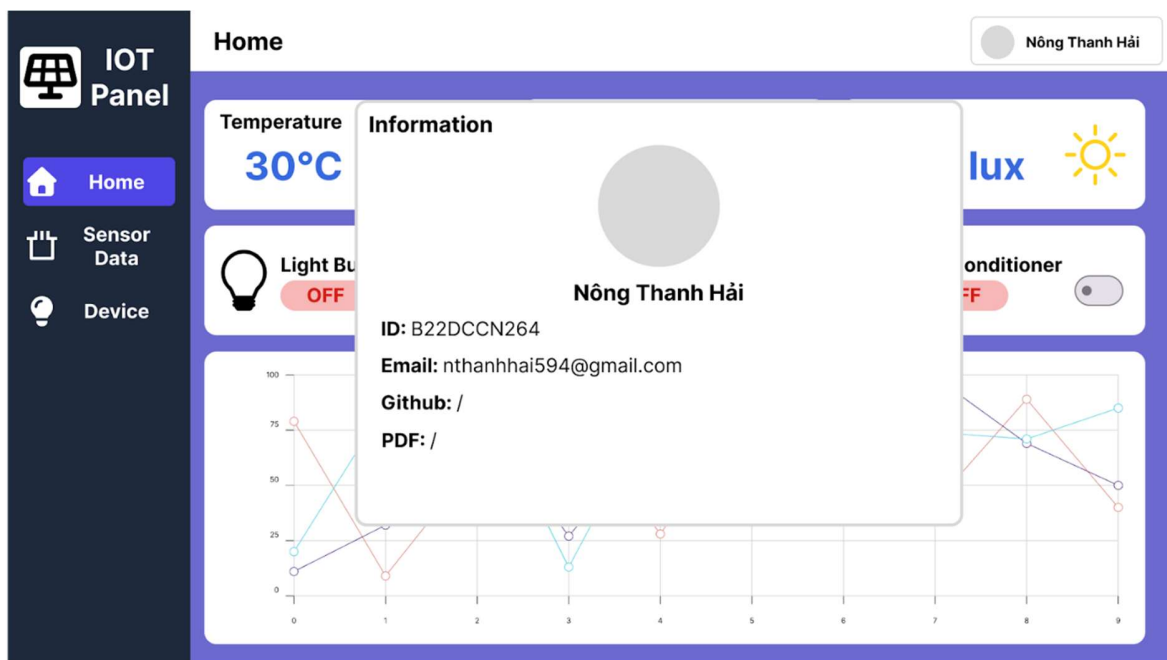 IOT
Panel
Home
Sensor
Data
Device
Home
Nông Thanh Hải
Temperature
30°C
lux
Light Bu
OFF
onditioner
FF
Information
Nông Thanh Hải
ID: B22DCCN264
Email: nthanhhai594@gmail.com
Github: /
PDF: /
100
75
50
25
0
0 1 2 3 4 5 6 7 8 9